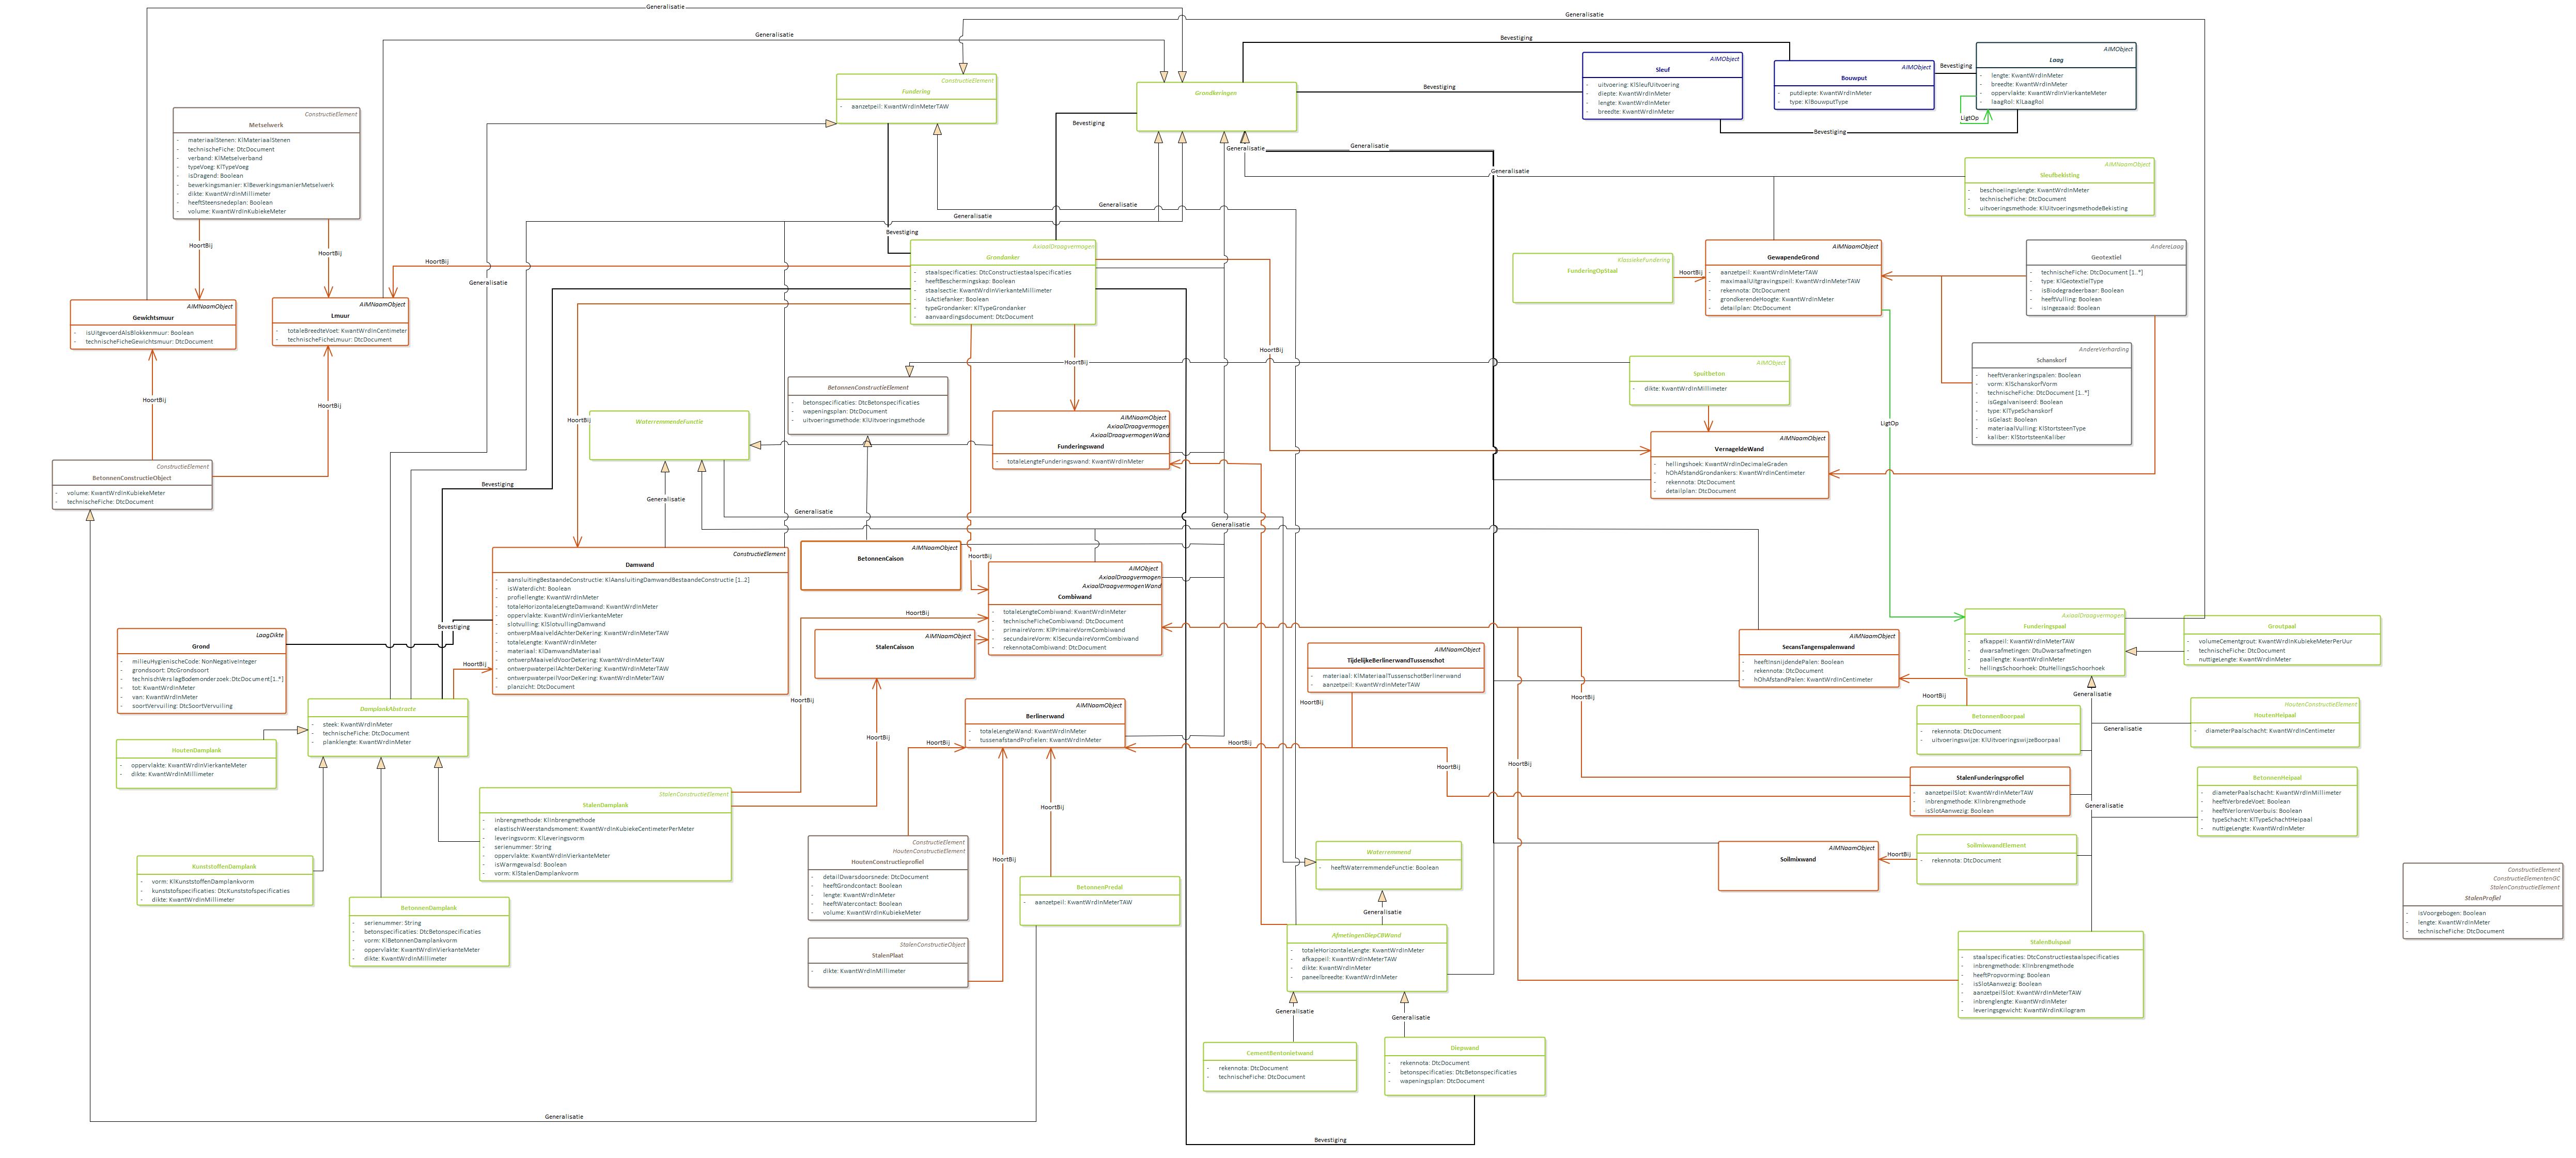 Generalisatie
Generalisatie
Generalisatie
Bevestiging
ConstructieElement
Fundering
- aanzetpeil: KwantWrdInMeterTAW
Grondkeringen
Bevestiging
AIMObject
Sleuf
- uitvoering: KlSleufUitvoering
- diepte: KwantWrdInMeter
- lengte: KwantWrdInMeter
- breedte: KwantWrdInMeter
AIMObject
Bouwput
- putdiepte: KwantWrdInMeter
- type: KlBouwputType
Bevestiging
AIMObject
Laag
- lengte: KwantWrdInMeter
- breedte: KwantWrdInMeter
- oppervlakte: KwantWrdInVierkanteMeter
- laagRol: KlLaagRol
LigtOp
Bevestiging
Bevestiging
ConstructieElement
Metselwerk
- materiaalStenen: KlMateriaalStenen
- technischeFiche: DtcDocument
- verband: KlMetselverband
- typeVoeg: KlTypeVoeg
- isDragend: Boolean
- bewerkingsmanier: KlBewerkingsmanierMetselwerk
- dikte: KwantWrdInMillimeter
- heeftSteensnedeplan: Boolean
- volume: KwantWrdInKubiekeMeter
Generalisatie
Generalisatie
Generalisatie
AIMNaamObject
Sleufbekisting
- beschoeiingslengte: KwantWrdInMeter
- technischeFiche: DtcDocument
- uitvoeringsmethode: KlUitvoeringsmethodeBekisting
Generalisatie
Generalisatie
Bevestiging
HoortBij
HoortBij
HoortBij
Generalisatie
AxiaalDraagvermogen
Grondanker
- staalspecificaties: DtcConstructiestaalspecificaties
- heeftBeschermingskap: Boolean
- staalsectie: KwantWrdInVierkanteMillimeter
- isActiefanker: Boolean
- typeGrondanker: KlTypeGrondanker
- aanvaardingsdocument: DtcDocument
KlassiekeFundering
FunderingOpStaal
HoortBij
AIMNaamObject
GewapendeGrond
- aanzetpeil: KwantWrdInMeterTAW
- maximaalUitgravingspeil: KwantWrdInMeterTAW
- rekennota: DtcDocument
- grondkerendeHoogte: KwantWrdInMeter
- detailplan: DtcDocument
AndereLaag
Geotextiel
- technischeFiche: DtcDocument [1..*]
- type: KlGeotextielType
- isBiodegradeerbaar: Boolean
- heeftVulling: Boolean
- isIngezaaid: Boolean
AIMNaamObject
Gewichtsmuur
- isUitgevoerdAlsBlokkenmuur: Boolean
- technischeFicheGewichtsmuur: DtcDocument
AIMNaamObject
Lmuur
- totaleBreedteVoet: KwantWrdInCentimeter
- technischeFicheLmuur: DtcDocument
HoortBij
HoortBij
HoortBij
HoortBij
HoortBij
LigtOp
AndereVerharding
Schanskorf
- heeftVerankeringspalen: Boolean
- vorm: KlSchanskorfVorm
- technischeFiche: DtcDocument [1..*]
- isGegalvaniseerd: Boolean
- type: KlTypeSchanskorf
- isGelast: Boolean
- materiaalVulling: KlStortsteenType
- kaliber: KlStortsteenKaliber
BetonnenConstructieElement
- betonspecificaties: DtcBetonspecificaties
- wapeningsplan: DtcDocument
- uitvoeringsmethode: KlUitvoeringsmethode
AIMObject
Spuitbeton
- dikte: KwantWrdInMillimeter
WaterremmendeFunctie
AIMNaamObject
AxiaalDraagvermogen
AxiaalDraagvermogenWand
Funderingswand
- totaleLengteFunderingswand: KwantWrdInMeter
AIMNaamObject
VernageldeWand
- hellingshoek: KwantWrdInDecimaleGraden
- hOhAfstandGrondankers: KwantWrdInCentimeter
- rekennota: DtcDocument
- detailplan: DtcDocument
ConstructieElement
BetonnenConstructieObject
- volume: KwantWrdInKubiekeMeter
- technischeFiche: DtcDocument
Bevestiging
Generalisatie
Generalisatie
Generalisatie
ConstructieElement
Damwand
- aansluitingBestaandeConstructie: KlAansluitingDamwandBestaandeConstructie [1..2]
- isWaterdicht: Boolean
- profiellengte: KwantWrdInMeter
- totaleHorizontaleLengteDamwand: KwantWrdInMeter
- oppervlakte: KwantWrdInVierkanteMeter
- slotvulling: KlSlotvullingDamwand
- ontwerpMaaiveldAchterDeKering: KwantWrdInMeterTAW
- totaleLengte: KwantWrdInMeter
- materiaal: KlDamwandMateriaal
- ontwerpMaaiveldVoorDeKering: KwantWrdInMeterTAW
- ontwerpwaterpeilAchterDeKering: KwantWrdInMeterTAW
- ontwerpwaterpeilVoorDeKering: KwantWrdInMeterTAW
- planzicht: DtcDocument
AIMNaamObject
BetonnenCaison
HoortBij
AIMObject
AxiaalDraagvermogen
AxiaalDraagvermogenWand
Combiwand
- totaleLengteCombiwand: KwantWrdInMeter
- technischeFicheCombiwand: DtcDocument
- primaireVorm: KlPrimaireVormCombiwand
- secundaireVorm: KlSecundaireVormCombiwand
- rekennotaCombiwand: DtcDocument
HoortBij
AIMNaamObject
StalenCaisson
LaagDikte
Grond
- milieuHygienischeCode: NonNegativeInteger
- grondsoort: DtcGrondsoort
- technischVerslagBodemonderzoek: DtcDocument[1..*]
- tot: KwantWrdInMeter
- van: KwantWrdInMeter
- soortVervuiling: DtcSoortVervuiling
Bevestiging
HoortBij
AIMNaamObject
TijdelijkeBerlinerwandTussenschot
- materiaal: KlMateriaalTussenschotBerlinerwand
- aanzetpeil: KwantWrdInMeterTAW
AIMNaamObject
SecansTangenspalenwand
- heeftInsnijdendePalen: Boolean
- rekennota: DtcDocument
- hOhAfstandPalen: KwantWrdInCentimeter
AxiaalDraagvermogen
Funderingspaal
- afkappeil: KwantWrdInMeterTAW
- dwarsafmetingen: DtuDwarsafmetingen
- paallengte: KwantWrdInMeter
- hellingsSchoorhoek: DtuHellingsSchoorhoek
Groutpaal
- volumeCementgrout: KwantWrdInKubiekeMeterPerUur
- technischeFiche: DtcDocument
- nuttigeLengte: KwantWrdInMeter
DamplankAbstracte
- steek: KwantWrdInMeter
- technischeFiche: DtcDocument
- planklengte: KwantWrdInMeter
HoortBij
AIMNaamObject
Berlinerwand
- totaleLengteWand: KwantWrdInMeter
- tussenafstandProfielen: KwantWrdInMeter
HoortBij
HoortBij
HoortBij
Generalisatie
BetonnenBoorpaal
- rekennota: DtcDocument
- uitvoeringswijze: KlUitvoeringswijzeBoorpaal
HoutenConstructieElement
HoutenHeipaal
- diameterPaalschacht: KwantWrdInCentimeter
Generalisatie
HoutenDamplank
- oppervlakte: KwantWrdInVierkanteMeter
- dikte: KwantWrdInMillimeter
HoortBij
HoortBij
HoortBij
HoortBij
HoortBij
StalenFunderingsprofiel
- aanzetpeilSlot: KwantWrdInMeterTAW
- inbrengmethode: KlInbrengmethode
- isSlotAanwezig: Boolean
BetonnenHeipaal
- diameterPaalschacht: KwantWrdInMillimeter
- heeftVerbredeVoet: Boolean
- heeftVerlorenVoerbuis: Boolean
- typeSchacht: KlTypeSchachtHeipaal
- nuttigeLengte: KwantWrdInMeter
Generalisatie
StalenConstructieElement
StalenDamplank
- inbrengmethode: KlInbrengmethode
- elastischWeerstandsmoment: KwantWrdInKubiekeCentimeterPerMeter
- leveringsvorm: KlLeveringsvorm
- serienummer: String
- oppervlakte: KwantWrdInVierkanteMeter
- isWarmgewalsd: Boolean
- vorm: KlStalenDamplankvorm
HoortBij
ConstructieElement
HoutenConstructieElement
HoutenConstructieprofiel
- detailDwarsdoorsnede: DtcDocument
- heeftGrondcontact: Boolean
- lengte: KwantWrdInMeter
- heeftWatercontact: Boolean
- volume: KwantWrdInKubiekeMeter
HoortBij
Waterremmend
- heeftWaterremmendeFunctie: Boolean
AIMNaamObject
Soilmixwand
HoortBij
SoilmixwandElement
- rekennota: DtcDocument
KunststoffenDamplank
- vorm: KlKunststoffenDamplankvorm
- kunststofspecificaties: DtcKunststofspecificaties
- dikte: KwantWrdInMillimeter
BetonnenPredal
- aanzetpeil: KwantWrdInMeterTAW
ConstructieElement
ConstructieElementenGC
StalenConstructieElement
StalenProfiel
- isVoorgebogen: Boolean
- lengte: KwantWrdInMeter
- technischeFiche: DtcDocument
BetonnenDamplank
- serienummer: String
- betonspecificaties: DtcBetonspecificaties
- vorm: KlBetonnenDamplankvorm
- oppervlakte: KwantWrdInVierkanteMeter
- dikte: KwantWrdInMillimeter
Generalisatie
StalenConstructieObject
StalenPlaat
- dikte: KwantWrdInMillimeter
AfmetingenDiepCBWand
- totaleHorizontaleLengte: KwantWrdInMeter
- afkappeil: KwantWrdInMeterTAW
- dikte: KwantWrdInMeter
- paneelbreedte: KwantWrdInMeter
StalenBuispaal
- staalspecificaties: DtcConstructiestaalspecificaties
- inbrengmethode: KlInbrengmethode
- heeftPropvorming: Boolean
- isSlotAanwezig: Boolean
- aanzetpeilSlot: KwantWrdInMeterTAW
- inbrenglengte: KwantWrdInMeter
- leveringsgewicht: KwantWrdInKilogram
Generalisatie
Generalisatie
CementBentonietwand
- rekennota: DtcDocument
- technischeFiche: DtcDocument
Diepwand
- rekennota: DtcDocument
- betonspecificaties: DtcBetonspecificaties
- wapeningsplan: DtcDocument
Generalisatie
Bevestiging